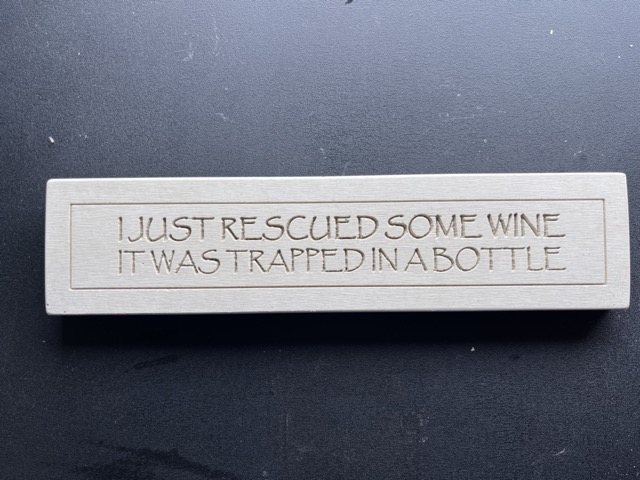 I JUST RESCUED SOME WINE
IT WAS TRAPPED IN A BOTTLE